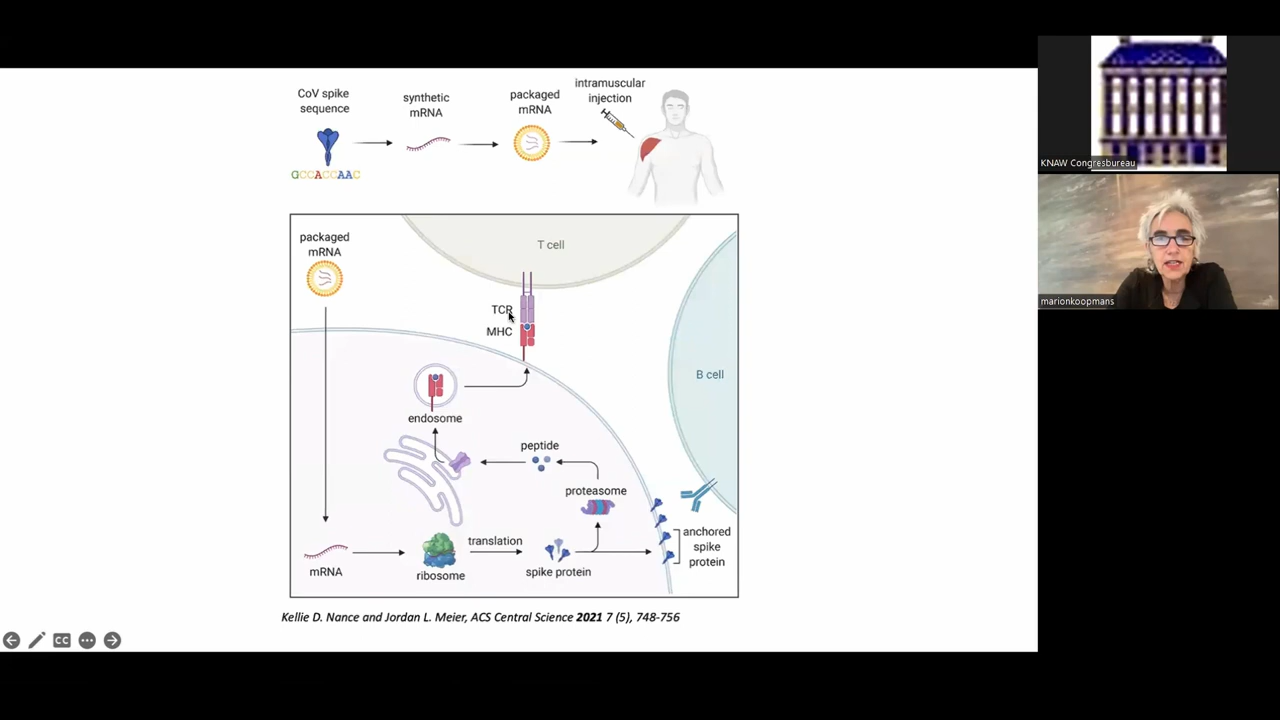 CoV spike
sequence
synthetic
mRNA
packaged
mRNA
intramuscular
injection
GCCACCAAC
packaged
mRNA
T cell
TCR
MHC
B cell
endosome
peptide
proteasome
translation
anchored
spike
protein
mRNA
ribosome
spike protein
Kellie D. Nance and Jordan L. Meier, ACS Central Science 2021 7 (5), 748-756
CC
KNAW Congresbureau
marionkoopmans